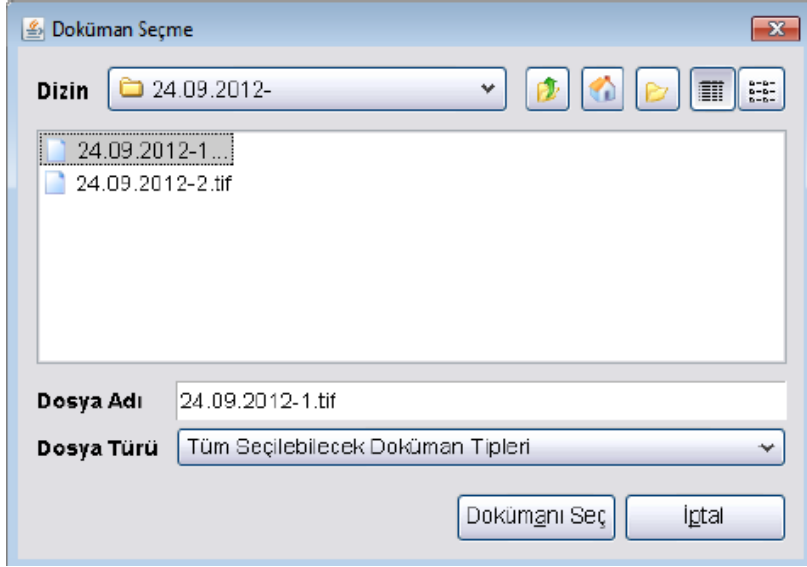 Doküman Seçme
Dizin 24.09.2012-
24.09.2012-1...
24.09.2012-2.tif
Dosya Adı 24.09.2012-1.tif
Dosya Türü Tüm Seçilebilecek Doküman Tipleri
Dokümanı Seç İptal